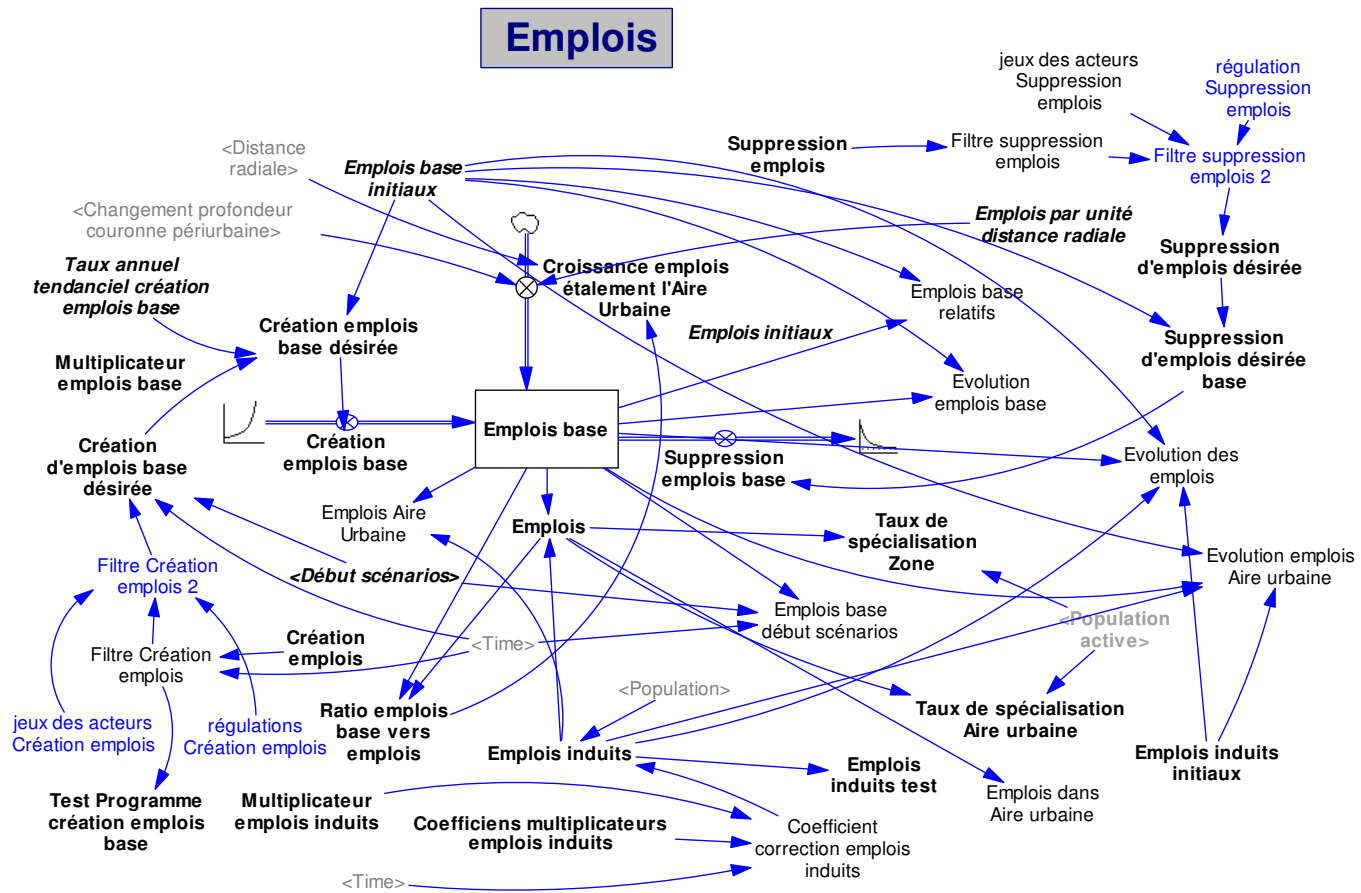 Emplois
jeux des acteurs
Suppression
emplois
régulation
Suppression
emplois
<Distance
radiale>
Emplois base
initiaux
Suppression
emplois
Filtre suppression
emplois
Filtre suppression
emplois 2
<Changement profondeur
couronne périurbaine>
Emplois par unité
distance radiale
Suppression
d'emplois désirée
Taux annuel
tendanciel création
emplois base
Croissance emplois
étalement l'Aire
Urbaine
Emplois base
relatifs
Création emplois
base désirée
Emplois initiaux
Suppression
d'emplois désirée
base
Multiplicateur
emplois base
Evolution
emplois base
Emplois base
Création
emplois base
Suppression
emplois base
Création
d'emplois base
désirée
Evolution des
emplois
Emplois Aire
Urbaine
Emplois
Taux de
spécialisation
Zone
Evolution emplois
Aire urbaine
Filtre Création
emplois 2
<Début scénarios>
Emplois base
début scénarios
<Population
active>
Création
emplois
<Time>
Filtre Création
emplois
<Population>
jeux des acteurs
Création emplois
régulations
Création emplois
Ratio emplois
base vers
emplois
Taux de spécialisation
Aire urbaine
Emplois induits
Emplois
induits test
Emplois induits
initiaux
Test Programme
création emplois
base
Multiplicateur
emplois induits
Coefficiens multiplicateurs
emplois induits
Coefficient
correction emplois
induits
Emplois dans
Aire urbaine
<Time>